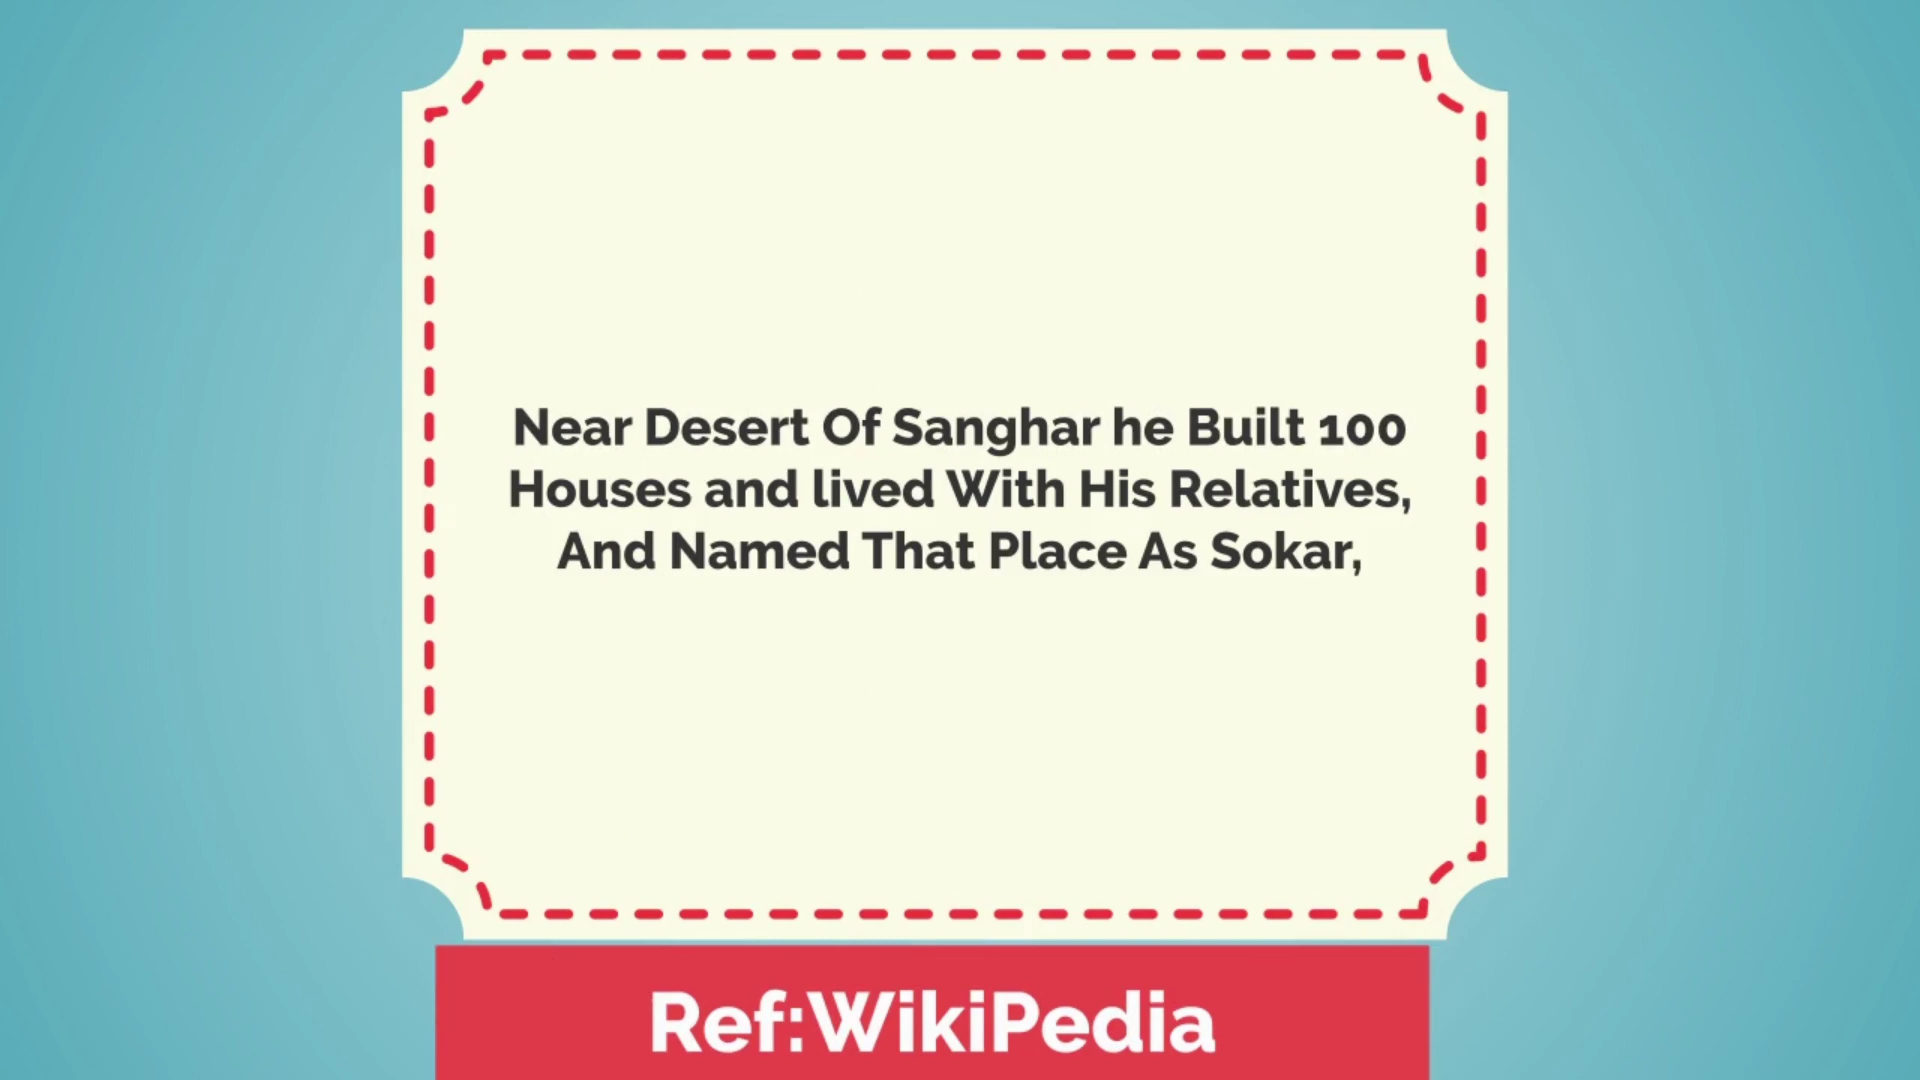 Near Desert Of Sanghar he Built 100
Houses and lived With His Relatives,
And Named That Place As Sokar,
Ref:WikiPedia